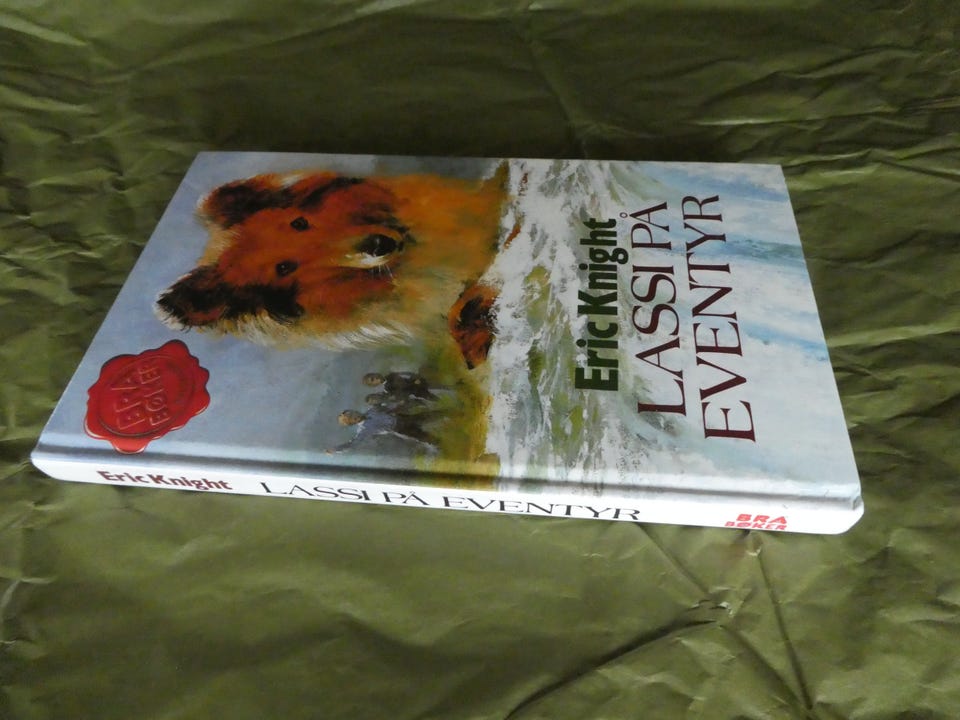 Eric Knight
LASSI PÅ
EVENTYR
BRA
BØKER
Eric Knight LASSI PÅ EVENTYR BRA
BØKER